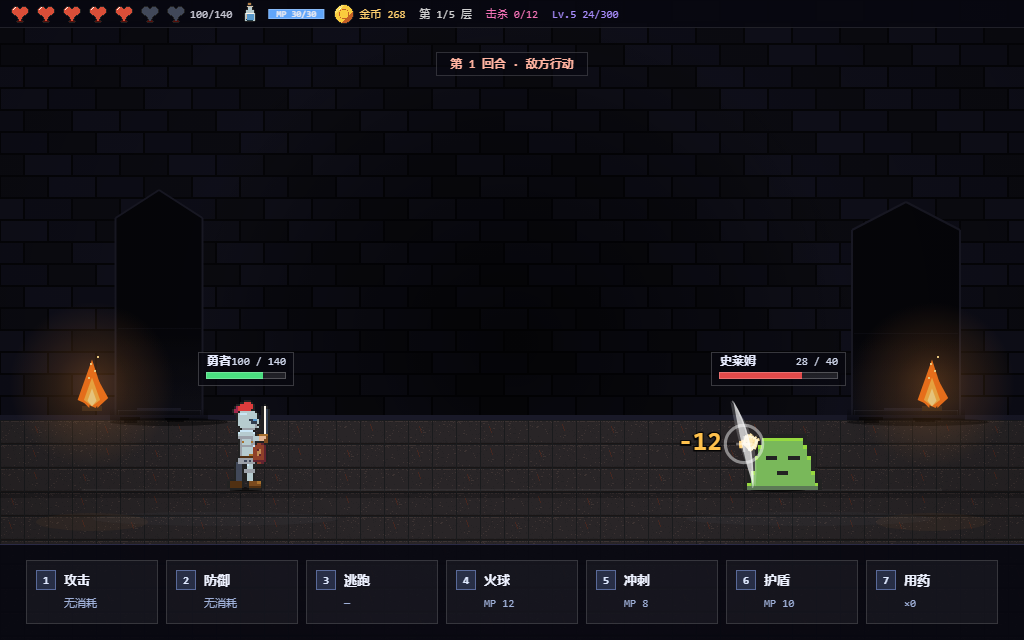 100/140 MP 30/30 金币 268 第 1/5 层 击杀 0/12 Lv.5 24/300
第 1 回合 · 敌方行动
勇者100 / 140
史莱姆 28 / 40
-12
1 攻击
无消耗
2 防御
无消耗
3 逃跑
—
4 火球
MP 12
5 冲刺
MP 8
6 护盾
MP 10
7 用药
×0